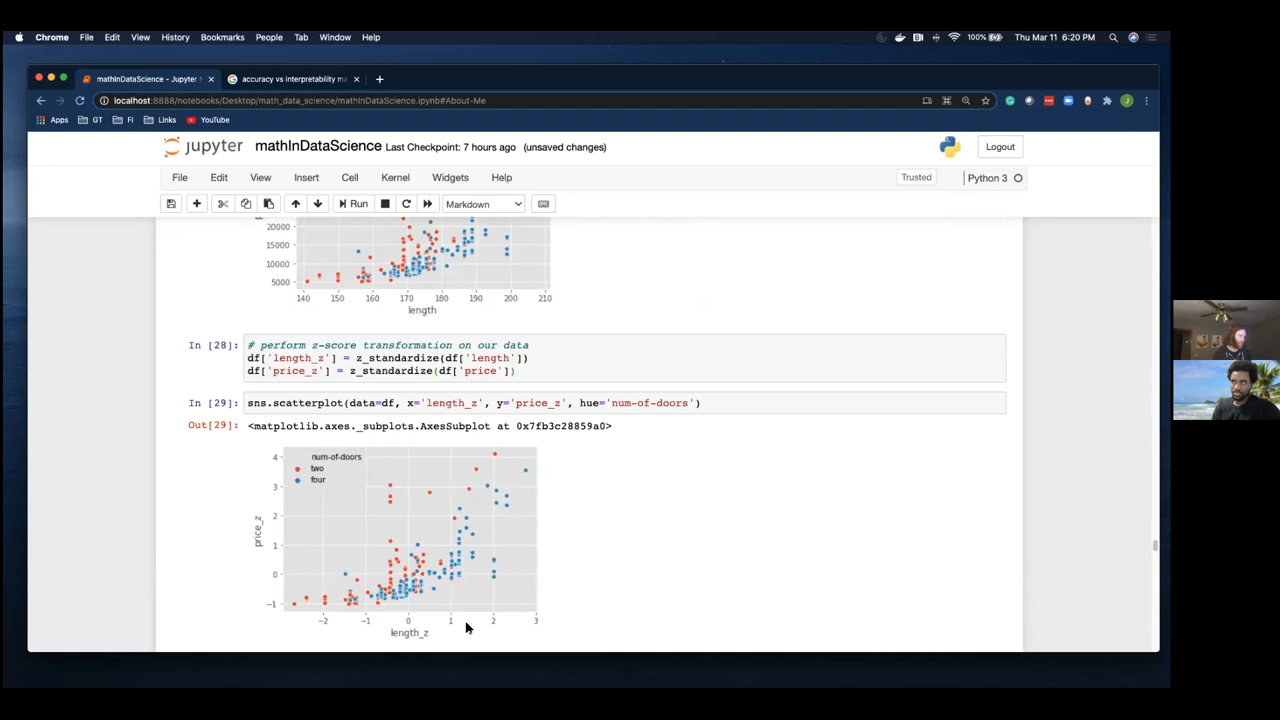 Chrome File Edit View History Bookmarks People Tab Window Help 100% Thu Mar 11 6:20 PM
mathInDataScience - Jupyter accuracy vs interpretability ma
localhost:8888/notebooks/Desktop/math_data_science/mathInDataScience.ipynb#About-Me
Apps GT FI Links YouTube
jupyter mathInDataScience Last Checkpoint: 7 hours ago (unsaved changes) Logout
File Edit View Insert Cell Kernel Widgets Help Trusted Python 3
Run Markdown
20000
15000
10000
5000
140 150 160 170 180 190 200 210
length
In [28]: # perform z-score transformation on our data
df['length_z'] = z_standardize(df['length'])
df['price_z'] = z_standardize(df['price'])
In [29]: sns.scatterplot(data=df, x='length_z', y='price_z', hue='num-of-doors')
Out[29]: <matplotlib.axes._subplots.AxesSubplot at 0x7fb3c28859a0>
num-of-doors
two
four
4
3
2
1
0
−1
price_z
−2 −1 0 1 2 3
length_z